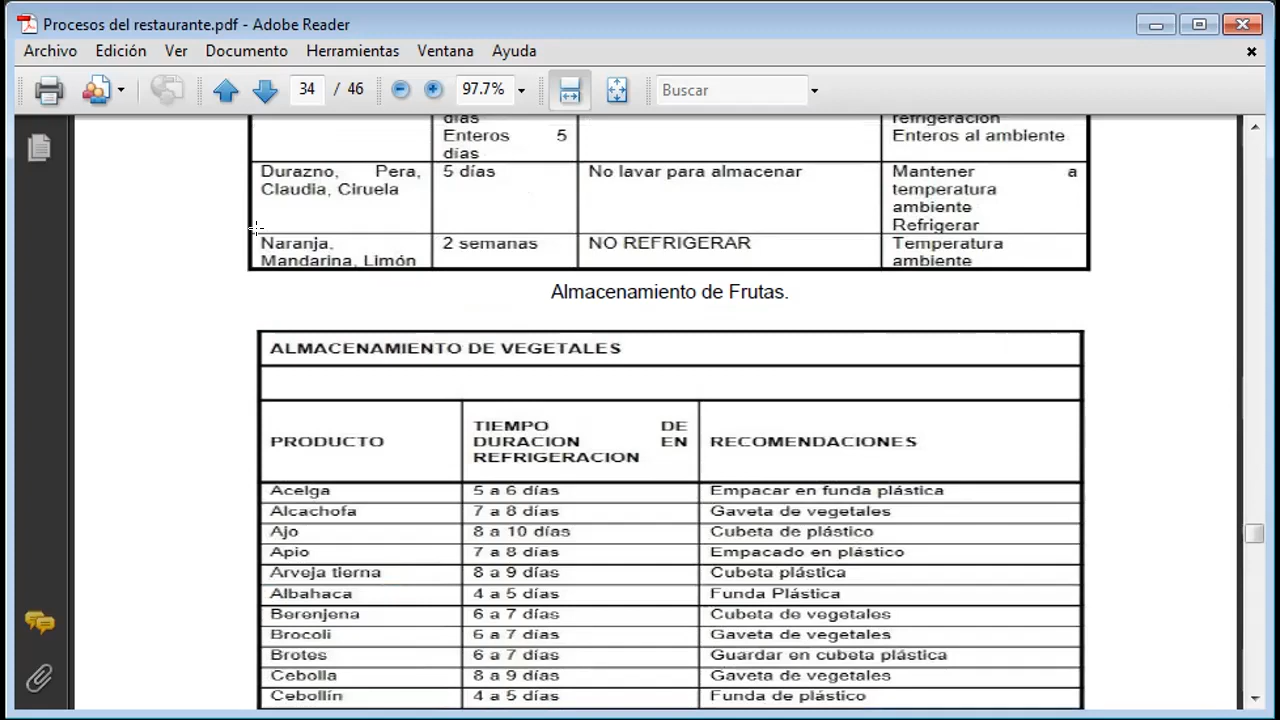 Procesos del restaurante.pdf - Adobe Reader
Archivo Edición Ver Documento Herramientas Ventana Ayuda
34 / 46 97.7% Buscar
días refrigeración
Enteros 5 Enteros al ambiente
días
Durazno, Pera, 5 días No lavar para almacenar Mantener a
Claudia, Ciruela temperatura
ambiente
Refrigerar
Naranja, 2 semanas NO REFRIGERAR Temperatura
Mandarina, Limón ambiente
Almacenamiento de Frutas.
ALMACENAMIENTO DE VEGETALES
TIEMPO DE
PRODUCTO DURACION EN RECOMENDACIONES
REFRIGERACION
Acelga 5 a 6 días Empacar en funda plástica
Alcachofa 7 a 8 días Gaveta de vegetales
Ajo 8 a 10 días Cubeta de plástico
Apio 7 a 8 días Empacado en plástico
Arveja tierna 8 a 9 días Cubeta plástica
Albahaca 4 a 5 días Funda Plástica
Berenjena 6 a 7 días Cubeta de vegetales
Brocoli 6 a 7 días Gaveta de vegetales
Brotes 6 a 7 días Guardar en cubeta plástica
Cebolla 8 a 9 días Gaveta de vegetales
Cebollín 4 a 5 días Funda de plástico